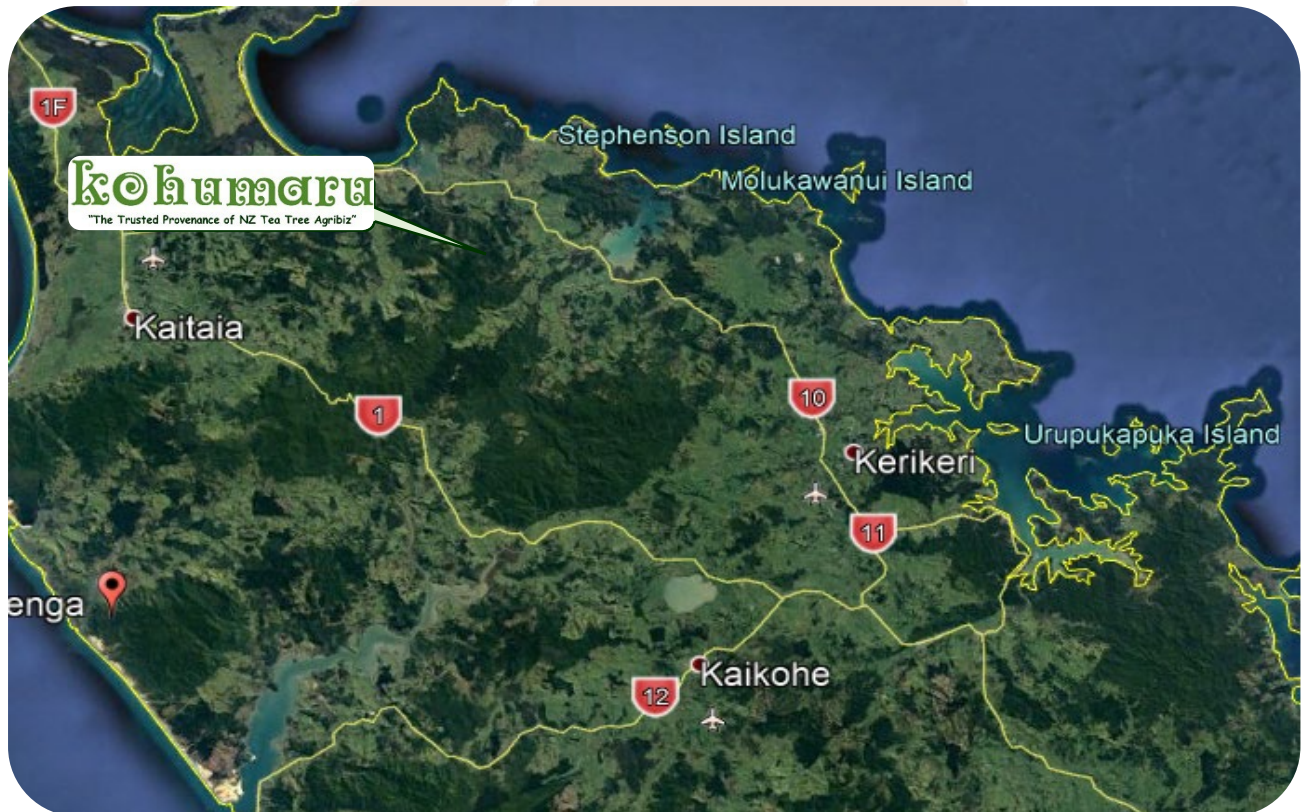 1F
Stephenson Island
Motukawanui Island
kohumaru
"The Trusted Provenance of NZ Tea Tree Agribiz"
Kaitaia
10
1
Urupukapuka Island
Kerikeri
11
enga
Kaikohe
12